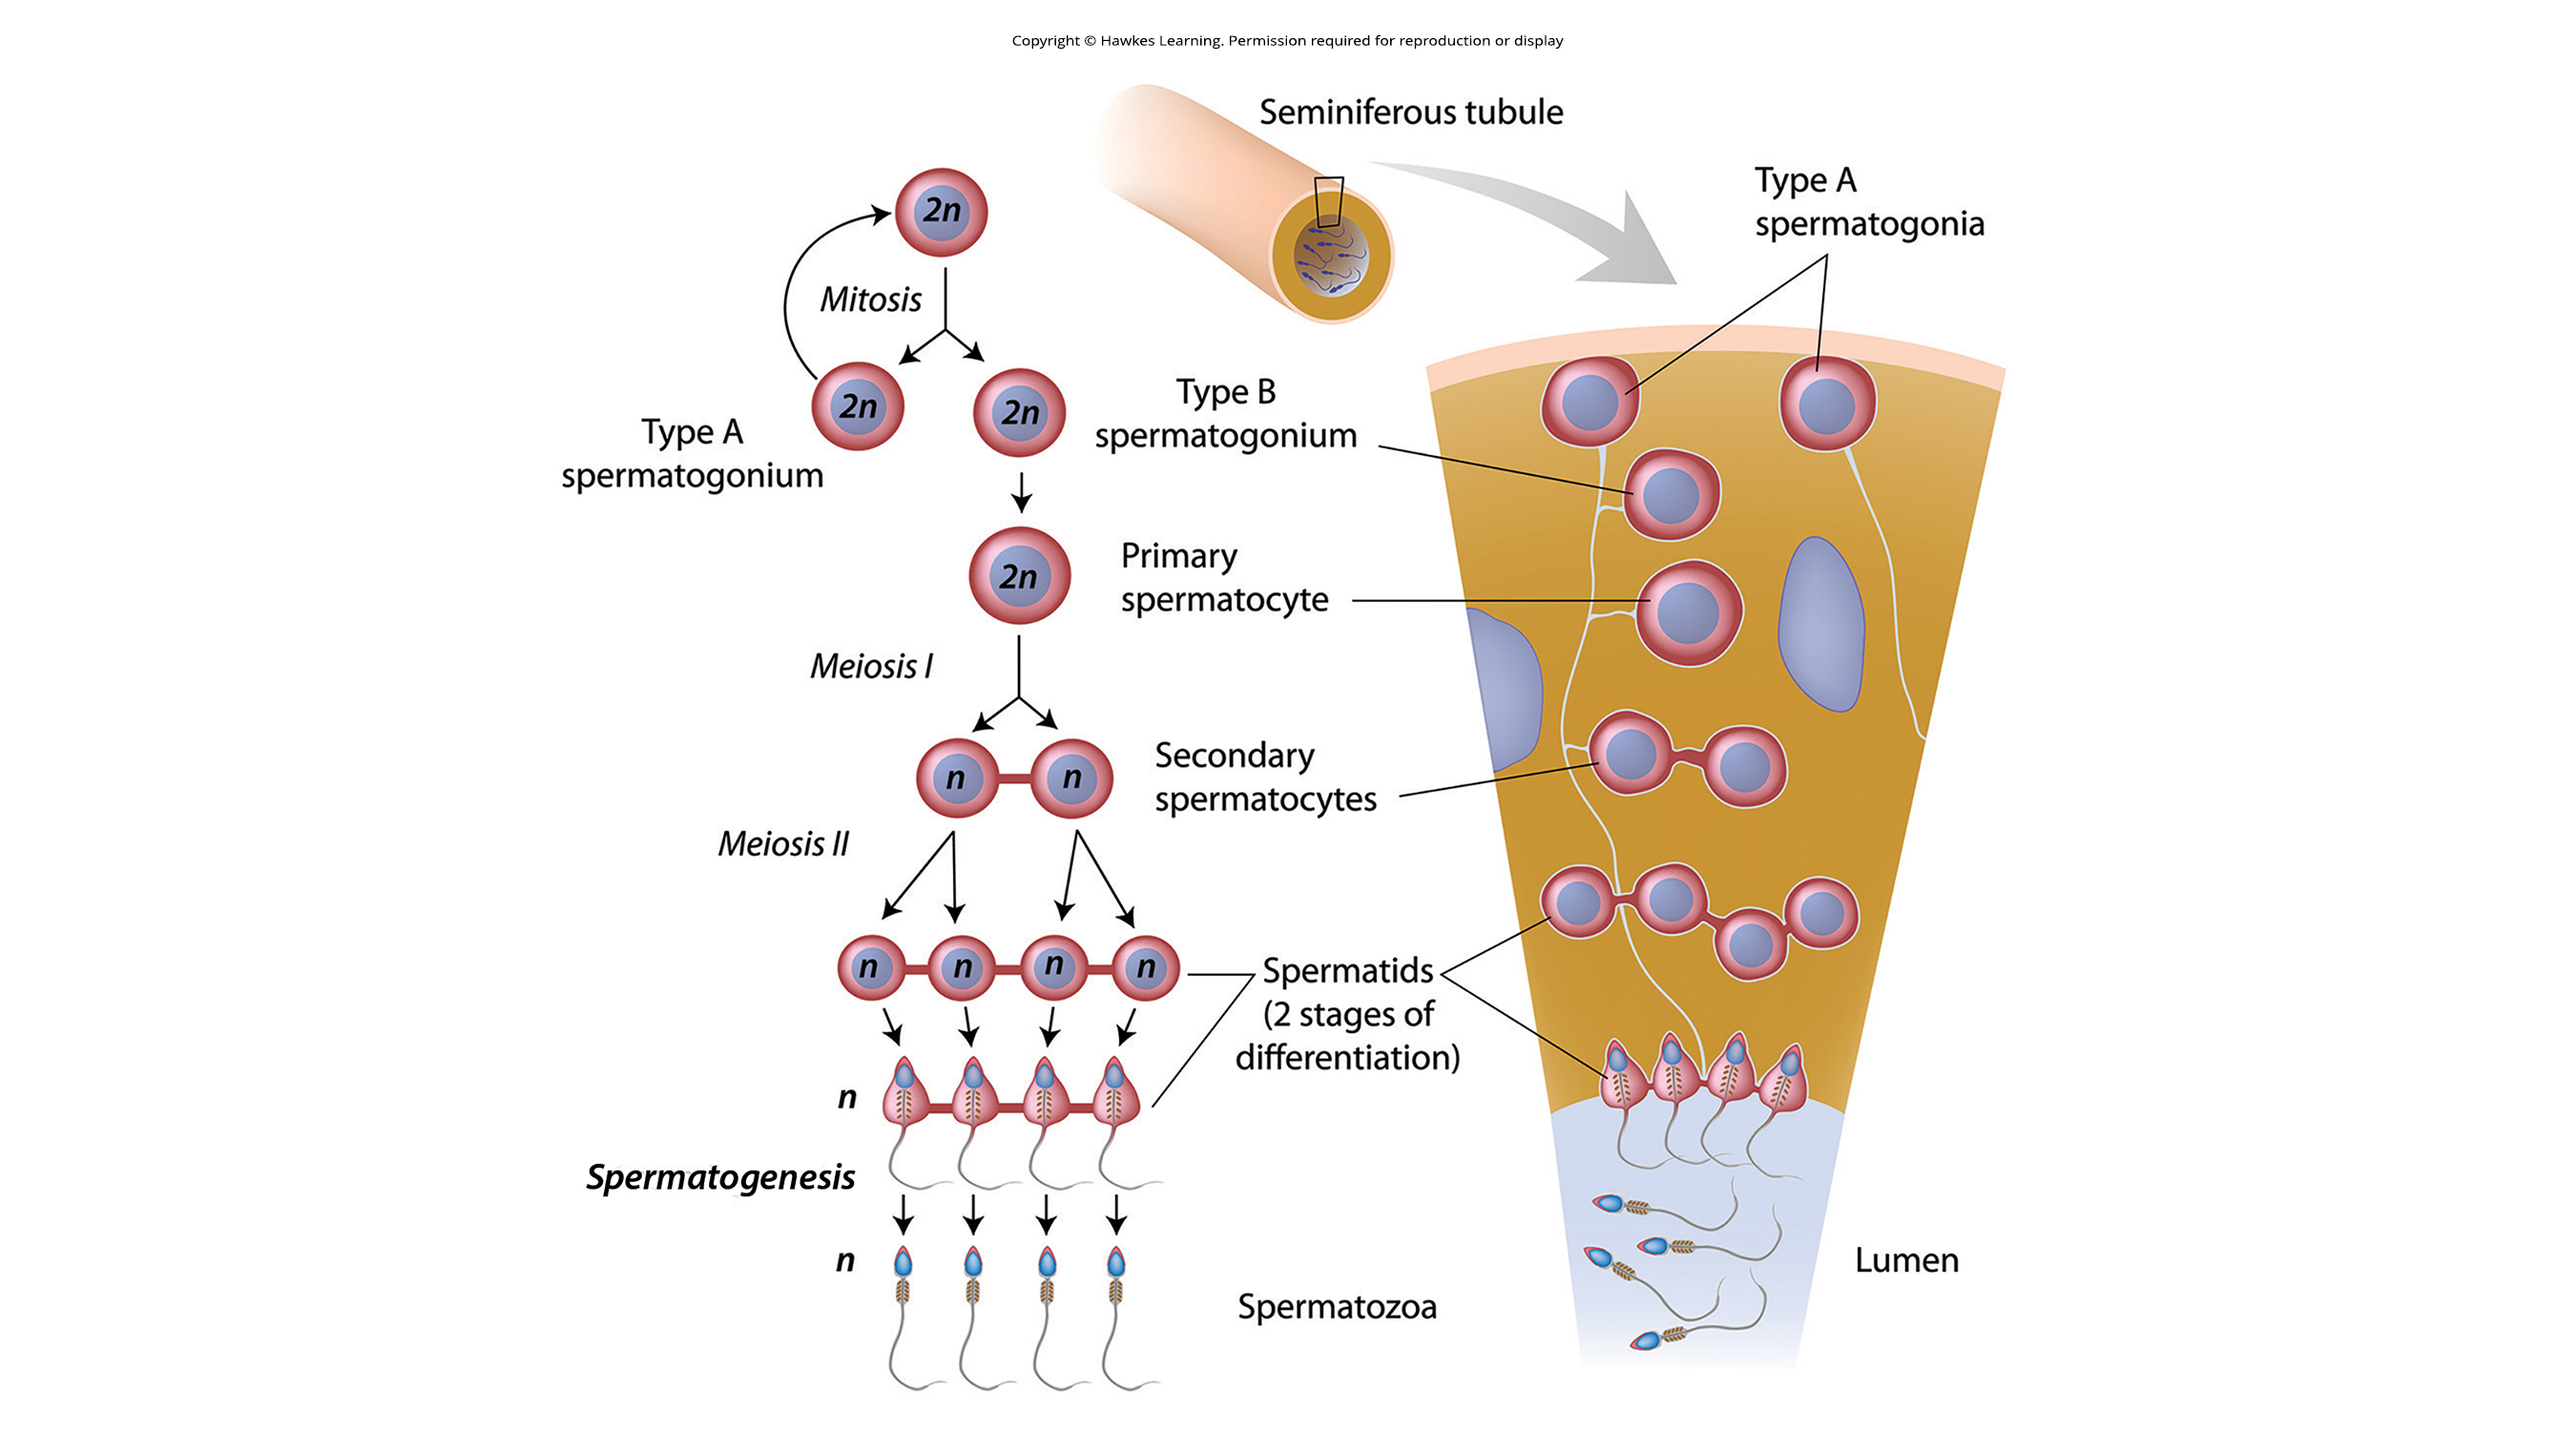 Copyright © Hawkes Learning. Permission required for reproduction or display
Seminiferous tubule
Type A
spermatogonia
2n
Mitosis
2n
2n
Type A
spermatogonium
Type B
spermatogonium
2n
Primary
spermatocyte
Meiosis I
n
n
Secondary
spermatocytes
Meiosis II
n
n
n
n
Spermatids
(2 stages of
differentiation)
n
Spermatogenesis
n
Spermatozoa
Lumen